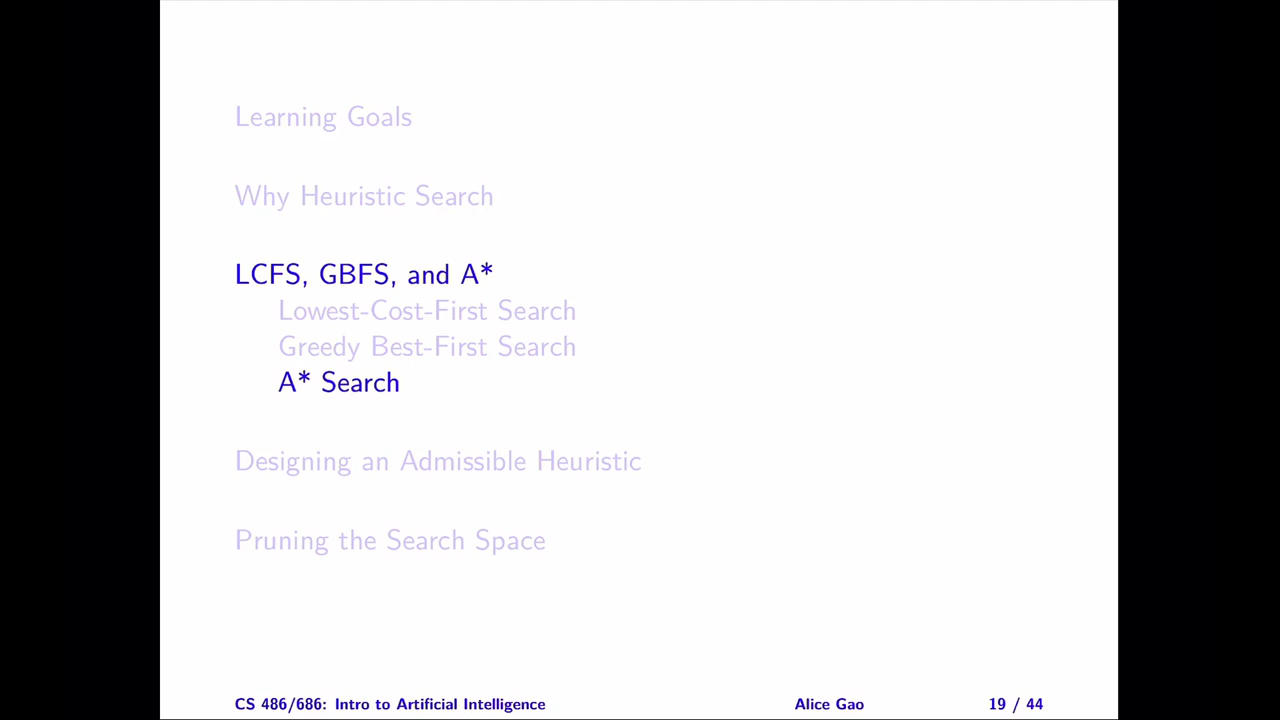 Learning Goals
Why Heuristic Search
LCFS, GBFS, and A*
Lowest-Cost-First Search
Greedy Best-First Search
A* Search
Designing an Admissible Heuristic
Pruning the Search Space
CS 486/686: Intro to Artificial Intelligence Alice Gao 19 / 44